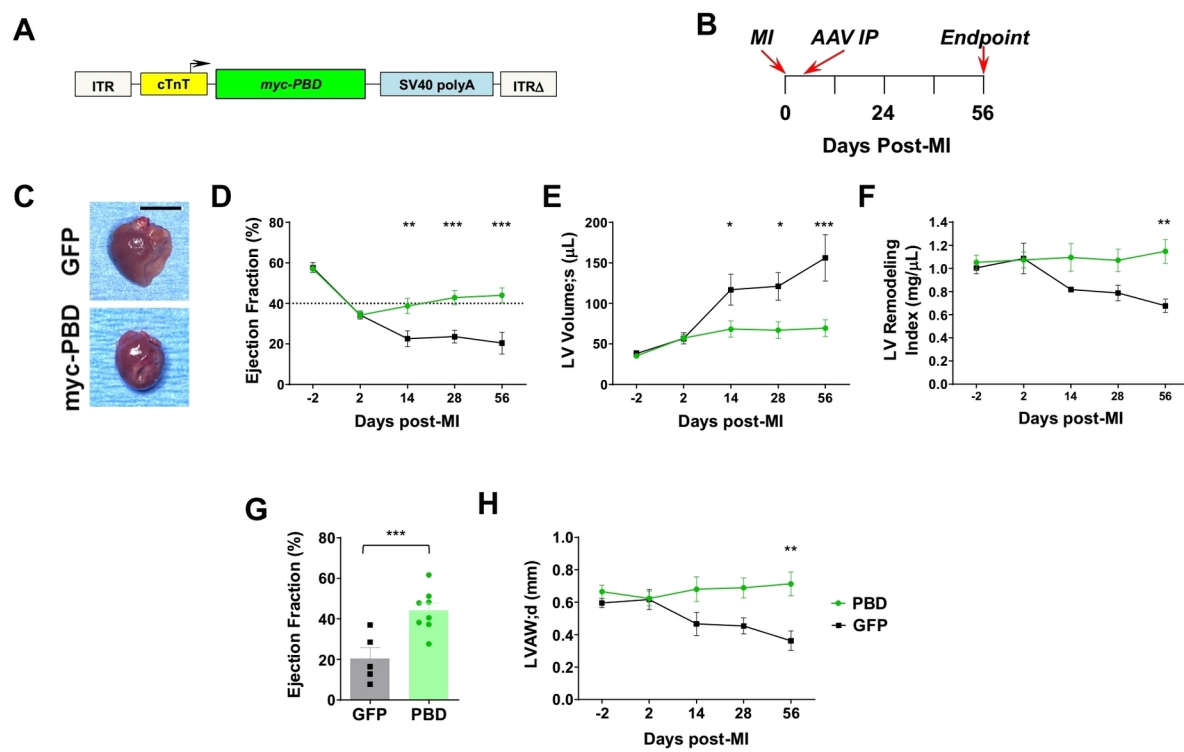 A
ITR
cTnT
myc-PBD
SV40 polyA
ITRΔ
B
MI
AAV IP
Endpoint
0
24
56
Days Post-MI
C
GFP
myc-PBD
D
**
***
***
Ejection Fraction (%)
80
60
40
20
0
-2
2
14
28
56
Days post-MI
E
*
*
***
LV Volume;s (μL)
200
150
100
50
0
-2
2
14
28
56
Days post-MI
F
**
LV Remodeling
Index (mg/μL)
1.4
1.2
1.0
0.8
0.6
0.4
0.2
0.0
-2
2
14
28
56
Days post-MI
G
***
Ejection Fraction (%)
80
60
40
20
0
GFP
PBD
H
**
LVAW;d (mm)
1.0
0.8
0.6
0.4
0.2
0.0
-2
2
14
28
56
Days post-MI
PBD
GFP